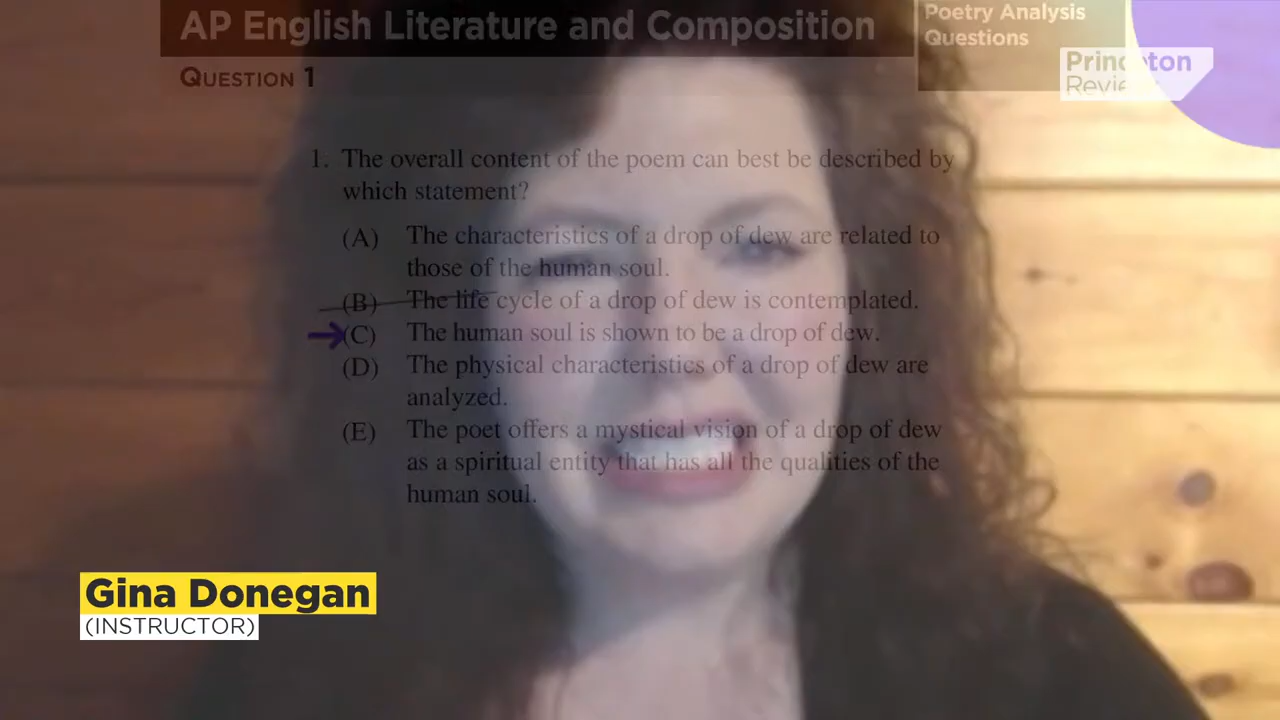 AP English Literature and Composition
Poetry Analysis
Questions
Princeton
Review
QUESTION 1
1. The overall content of the poem can best be described by
which statement?
(A) The characteristics of a drop of dew are related to
those of the human soul.
(B) The life cycle of a drop of dew is contemplated.
(C) The human soul is shown to be a drop of dew.
(D) The physical characteristics of a drop of dew are
analyzed.
(E) The poet offers a mystical vision of a drop of dew
as a spiritual entity that has all the qualities of the
human soul.
Gina Donegan
(INSTRUCTOR)